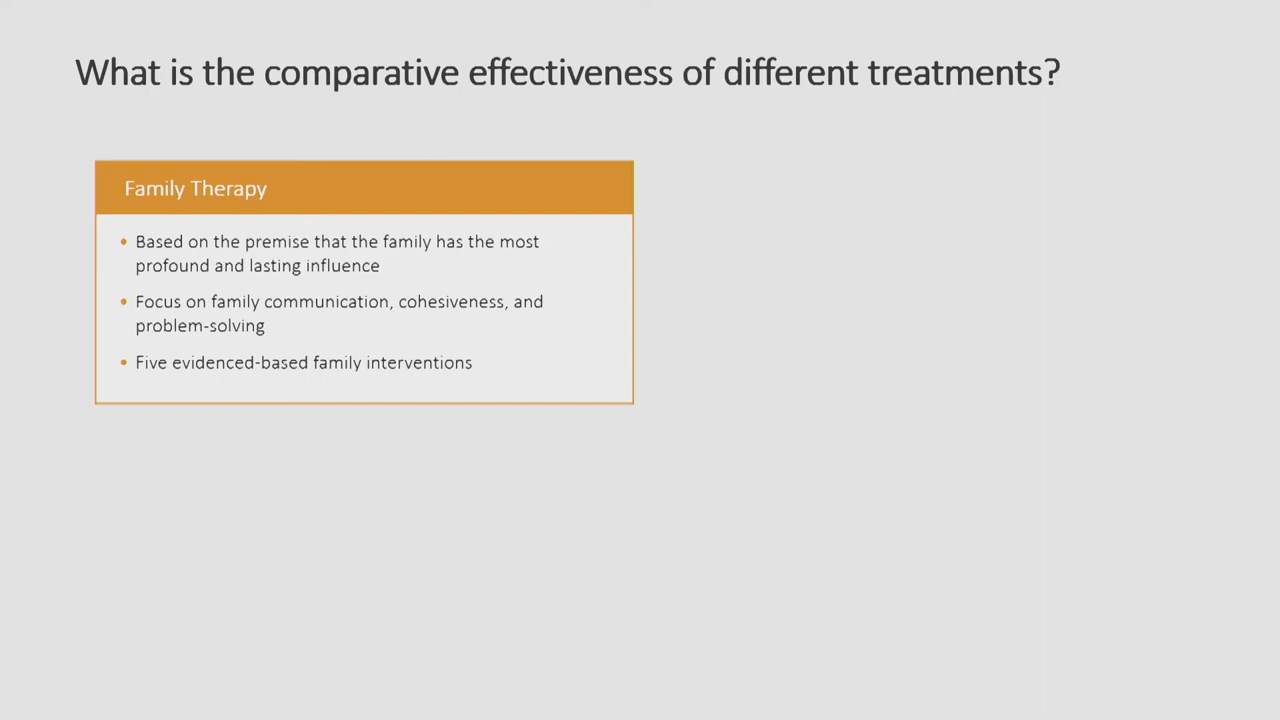 What is the comparative effectiveness of different treatments?
Family Therapy
• Based on the premise that the family has the most
profound and lasting influence
• Focus on family communication, cohesiveness, and
problem-solving
• Five evidenced-based family interventions